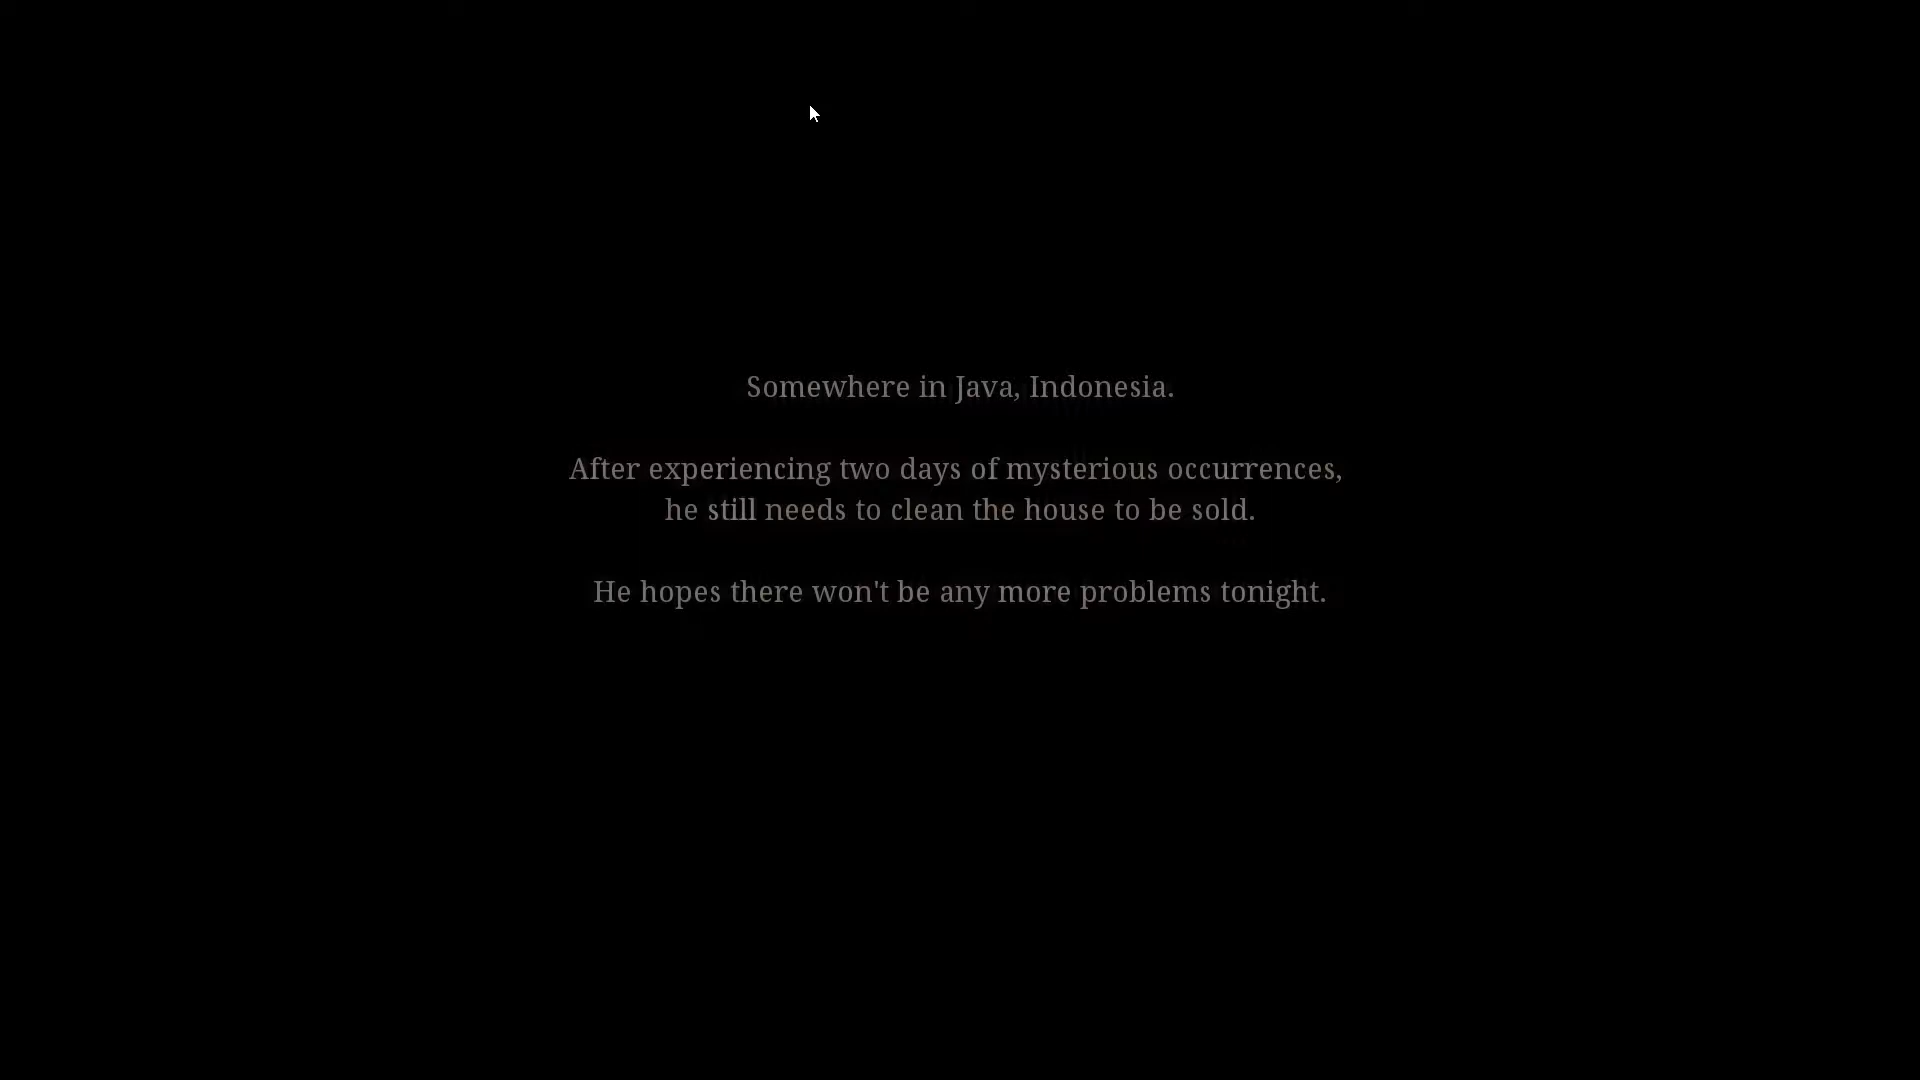 Somewhere in Java, Indonesia.
After experiencing two days of mysterious occurrences,
he still needs to clean the house to be sold.
He hopes there won't be any more problems tonight.